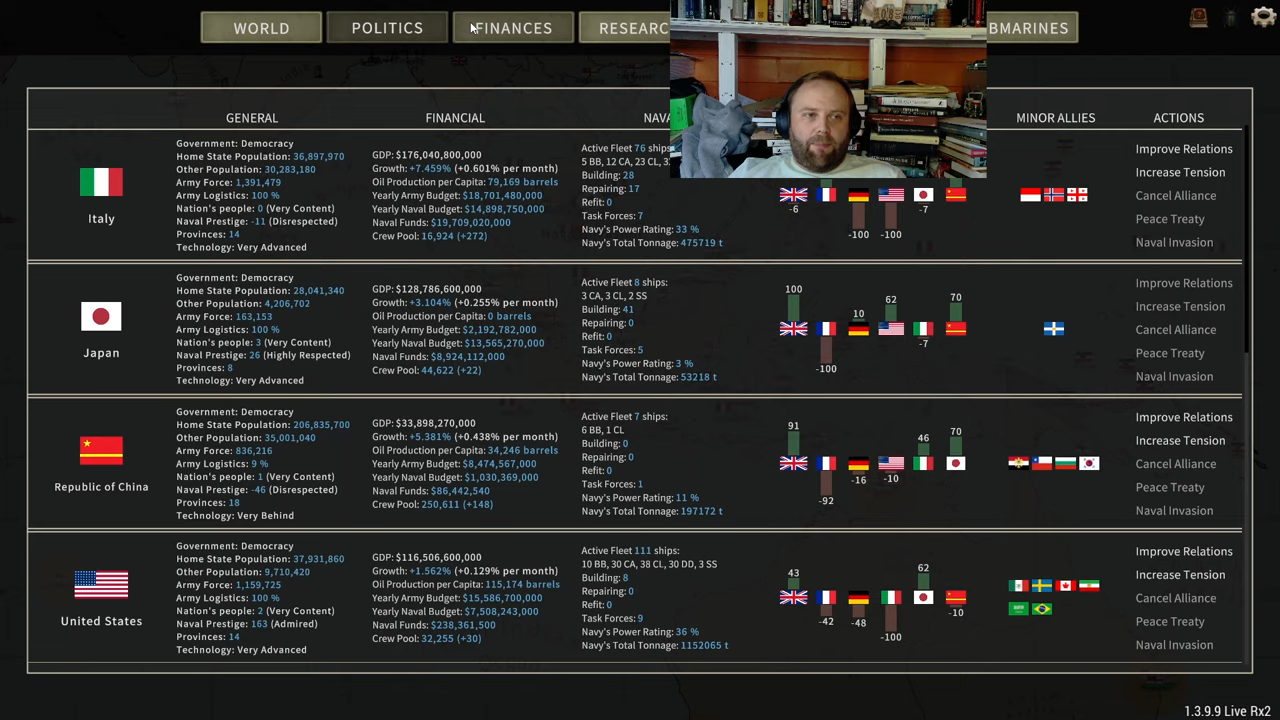 WORLD
POLITICS
FINANCES
RESEARC
BMARINES
GENERAL
FINANCIAL
NAVA
MINOR ALLIES
ACTIONS
Italy
Government: Democracy
Home State Population: 36,897,970
Other Population: 30,283,180
Army Force: 1,391,479
Army Logistics: 100 %
Nation's people: 0 (Very Content)
Naval Prestige: -11 (Disrespected)
Provinces: 14
Technology: Very Advanced
GDP: $176,040,800,000
Growth: +7.459% (+0.601% per month)
Oil Production per Capita: 79,169 barrels
Yearly Army Budget: $18,701,480,000
Yearly Naval Budget: $14,898,750,000
Naval Funds: $19,709,020,000
Crew Pool: 16,924 (+272)
Active Fleet 76 ships
5 BB, 12 CA, 23 CL, 3
Building: 28
Repairing: 17
Refit: 0
Task Forces: 7
Navy's Power Rating: 33 %
Navy's Total Tonnage: 475719 t
-6
-100
-100
-7
Improve Relations
Increase Tension
Cancel Alliance
Peace Treaty
Naval Invasion
Japan
Government: Democracy
Home State Population: 28,041,340
Other Population: 4,206,702
Army Force: 163,153
Army Logistics: 100 %
Nation's people: 3 (Very Content)
Naval Prestige: 26 (Highly Respected)
Provinces: 8
Technology: Very Advanced
GDP: $128,786,600,000
Growth: +3.104% (+0.255% per month)
Oil Production per Capita: 0 barrels
Yearly Army Budget: $2,192,782,000
Yearly Naval Budget: $13,565,270,000
Naval Funds: $8,924,112,000
Crew Pool: 44,622 (+22)
Active Fleet 8 ships:
3 CA, 3 CL, 2 SS
Building: 41
Repairing: 0
Refit: 0
Task Forces: 5
Navy's Power Rating: 3 %
Navy's Total Tonnage: 53218 t
100
-100
10
62
-7
70
Improve Relations
Increase Tension
Cancel Alliance
Peace Treaty
Naval Invasion
Republic of China
Government: Democracy
Home State Population: 206,835,700
Other Population: 35,001,040
Army Force: 836,216
Army Logistics: 9 %
Nation's people: 1 (Very Content)
Naval Prestige: -46 (Disrespected)
Provinces: 18
Technology: Very Behind
GDP: $33,898,270,000
Growth: +5.381% (+0.438% per month)
Oil Production per Capita: 34,246 barrels
Yearly Army Budget: $8,474,567,000
Yearly Naval Budget: $1,030,369,000
Naval Funds: $86,442,540
Crew Pool: 250,611 (+148)
Active Fleet 7 ships:
6 BB, 1 CL
Building: 0
Repairing: 0
Refit: 0
Task Forces: 1
Navy's Power Rating: 11 %
Navy's Total Tonnage: 197172 t
91
-92
-16
-10
46
70
Improve Relations
Increase Tension
Cancel Alliance
Peace Treaty
Naval Invasion
United States
Government: Democracy
Home State Population: 37,931,860
Other Population: 9,710,420
Army Force: 1,159,725
Army Logistics: 100 %
Nation's people: 2 (Very Content)
Naval Prestige: 163 (Admired)
Provinces: 14
Technology: Very Advanced
GDP: $116,506,600,000
Growth: +1.562% (+0.129% per month)
Oil Production per Capita: 115,174 barrels
Yearly Army Budget: $15,586,700,000
Yearly Naval Budget: $7,508,243,000
Naval Funds: $238,361,500
Crew Pool: 32,255 (+30)
Active Fleet 111 ships:
10 BB, 30 CA, 38 CL, 30 DD, 3 SS
Building: 8
Repairing: 0
Refit: 0
Task Forces: 9
Navy's Power Rating: 36 %
Navy's Total Tonnage: 1152065 t
43
-42
-48
-100
62
-10
Improve Relations
Increase Tension
Cancel Alliance
Peace Treaty
Naval Invasion
1.3.9.9 Live Rx2